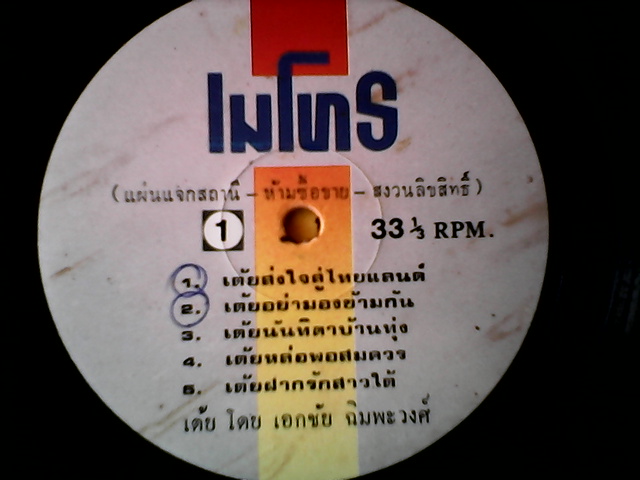 เมโทร
(แผ่นแจกสถานี - ห้ามซื้อขาย - สงวนลิขสิทธิ์)
1 33 ⅓ RPM.
1. เต้ยส่งใจสู่ไทยแลนด์
2. เต้ยอย่ามองข้ามกัน
3. เต้ยนันทิดาบ้านทุ่ง
4. เต้ยหล่อพอสมควร
5. เต้ยฝากรักสาวใต้
เต้ย โดย เอกชัย ฉิมพะวงศ์